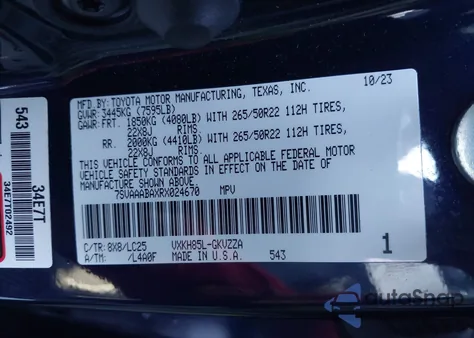 MFD.BY:TOYOTA MOTOR MANUFACTURING, TEXAS, INC. 10/23
GVWR:3445KG (7595LB)
GAWR:FRT. 1850KG (4080LB) WITH 265/50R22 112H TIRES,
22X8J RIMS
RR. 2000KG (4410LB) WITH 265/50R22 112H TIRES,
22X8J RIMS
THIS VEHICLE CONFORMS TO ALL APPLICABLE FEDERAL MOTOR
VEHICLE SAFETY STANDARDS IN EFFECT ON THE DATE OF
MANUFACTURE SHOWN ABOVE.
7SVAAABAXRX024670 MPV
C/TR: 8X8/LC25 VXKH85L-GKVZZA
A/TM: /L4A0F MADE IN U.S.A. 543
1
543
34E7T
34E7T02492
autoSnap